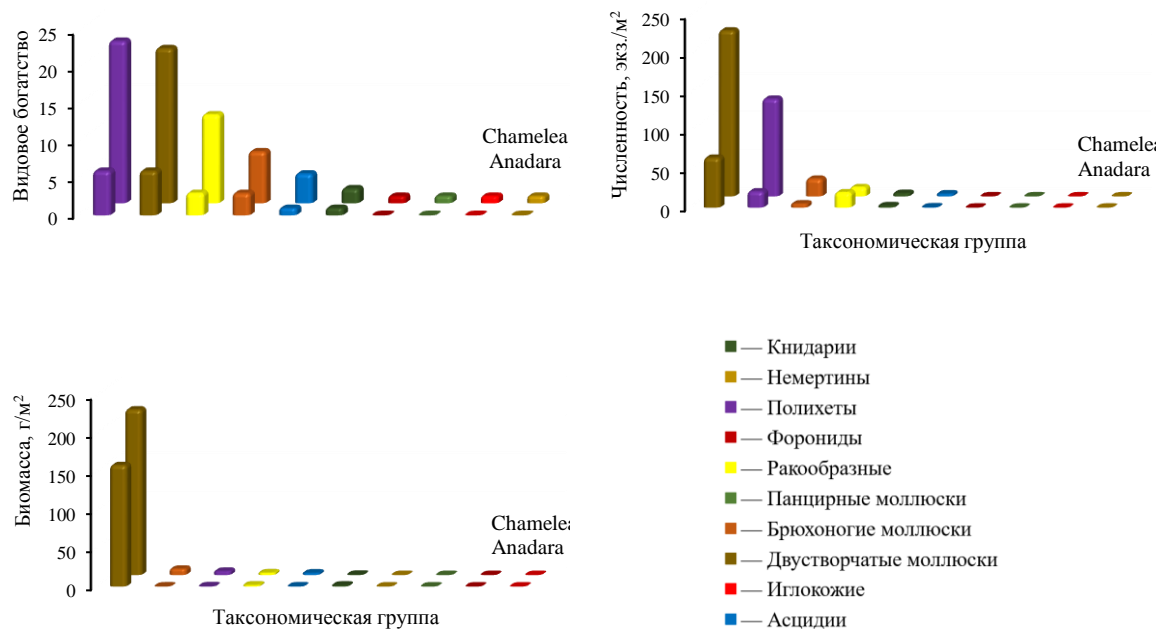 Видовое богатство
25
20
15
10
5
0
Chamelea
Anadara
Численность, экз./м²
250
200
150
100
50
0
Chamelea
Anadara
Таксономическая группа
Биомасса, г/м²
250
200
150
100
50
0
Chamelea
Anadara
Таксономическая группа
— Книдарии
— Немертины
— Полихеты
— Форониды
— Ракообразные
— Панцирные моллюски
— Брюхоногие моллюски
— Двустворчатые моллюски
— Иглокожие
— Асцидии